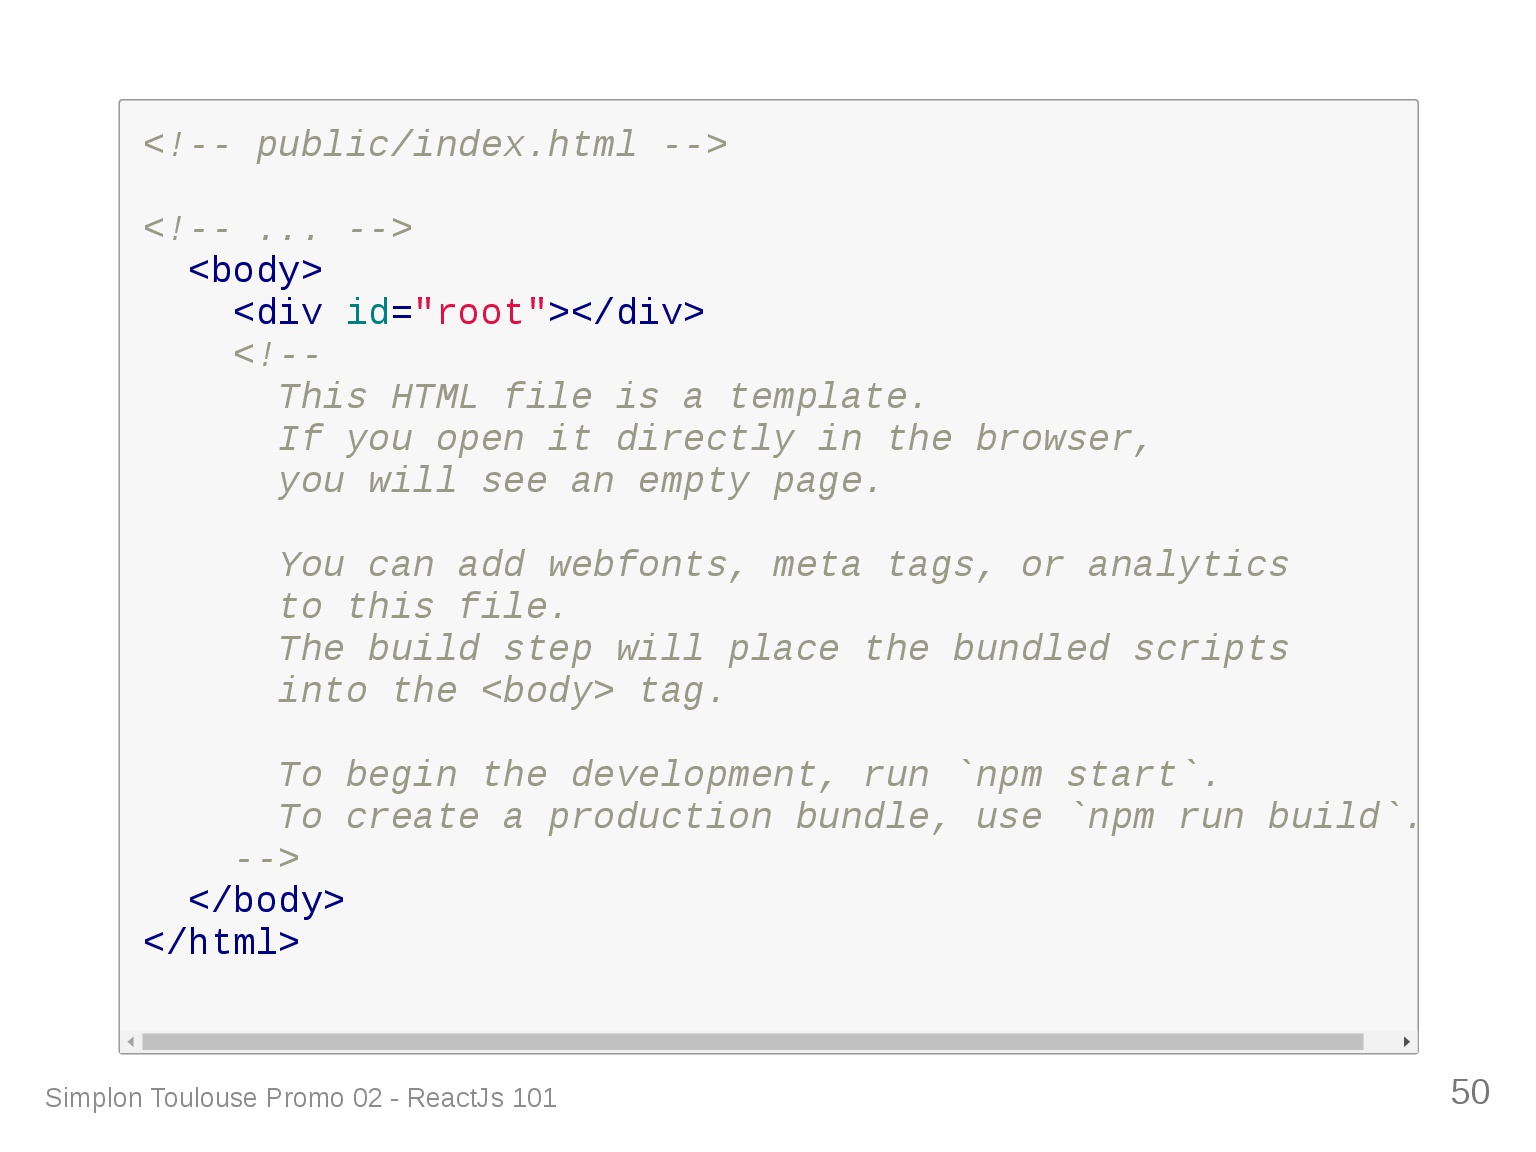 <!-- public/index.html -->

<!-- ... -->
  <body>
    <div id="root"></div>
    <!--
      This HTML file is a template.
      If you open it directly in the browser,
      you will see an empty page.

      You can add webfonts, meta tags, or analytics
      to this file.
      The build step will place the bundled scripts
      into the <body> tag.

      To begin the development, run `npm start`.
      To create a production bundle, use `npm run build`.
    -->
  </body>
</html>
Simplon Toulouse Promo 02 - ReactJs 101
50